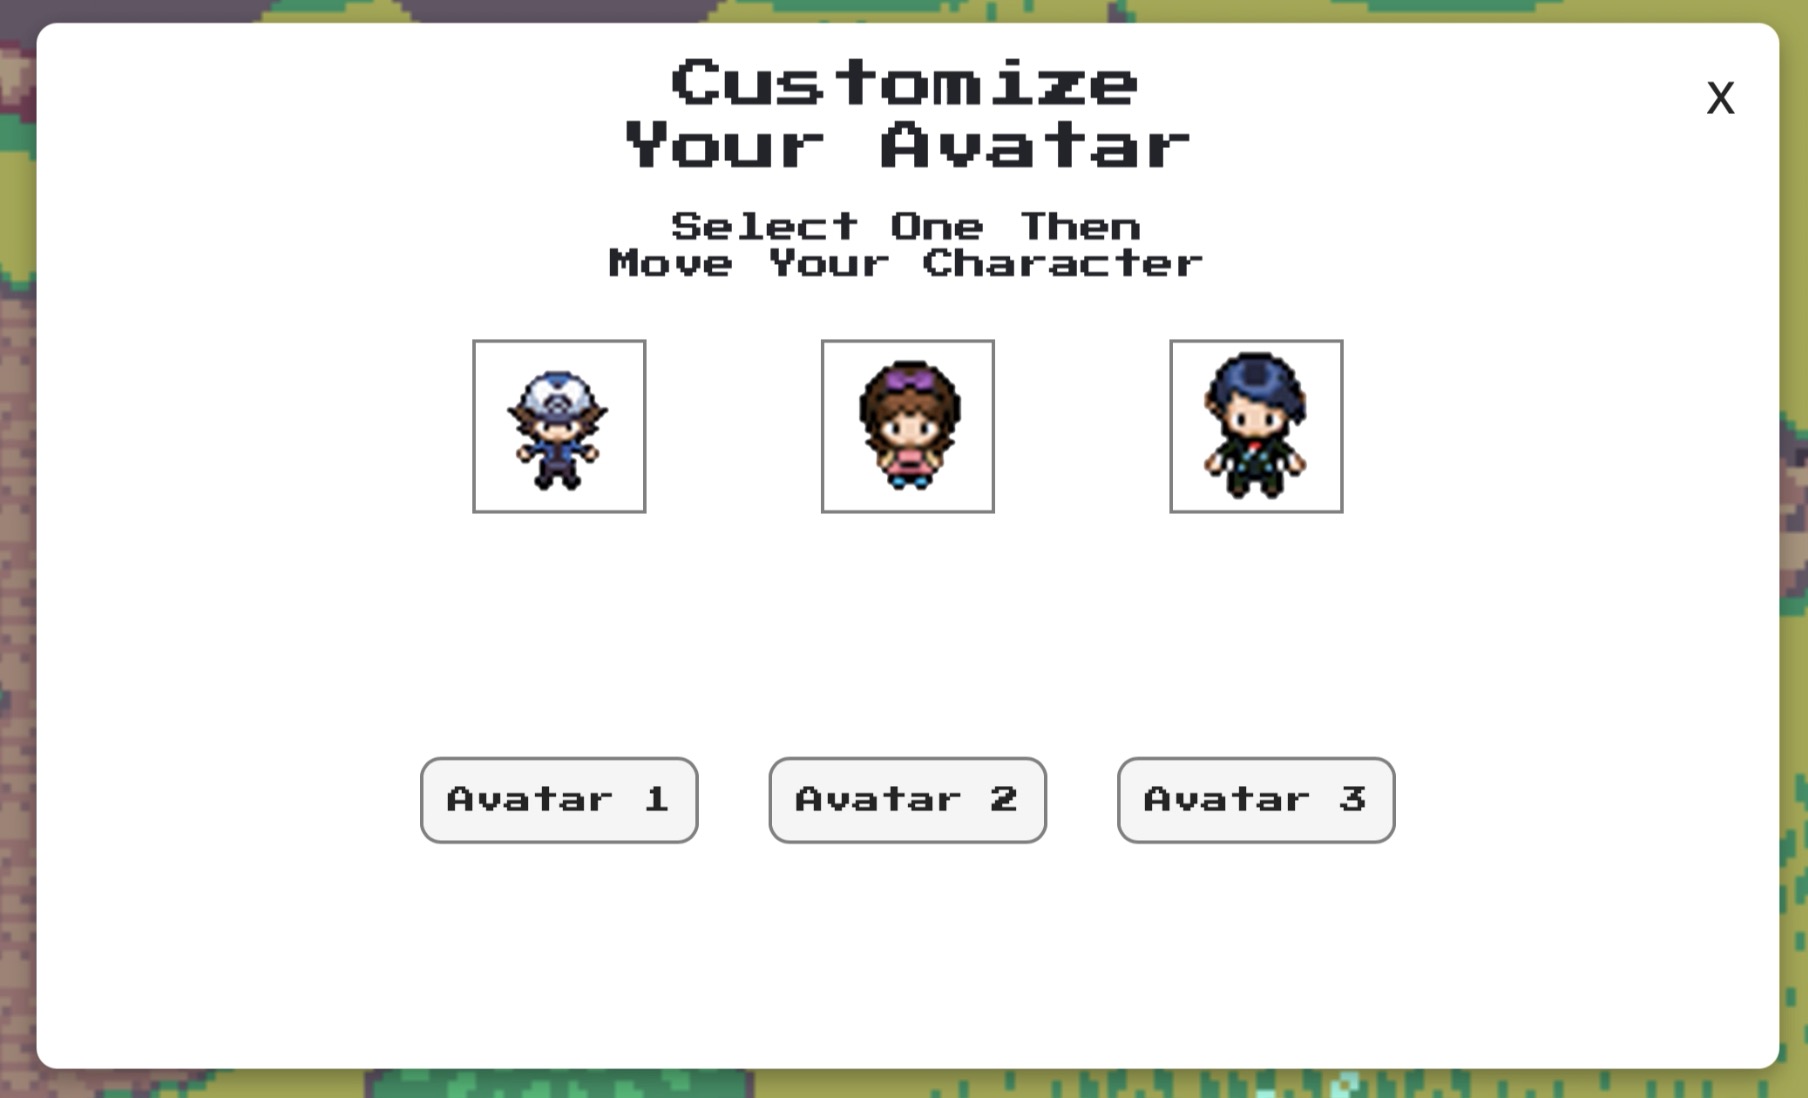 Customize
Your Avatar
X
Select One Then
Move Your Character
Avatar 1
Avatar 2
Avatar 3